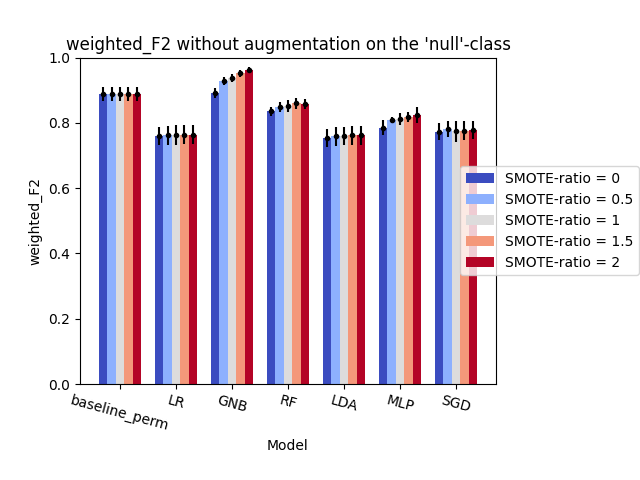 weighted_F2 without augmentation on the 'null'-class
weighted_F2
1.0
0.8
0.6
0.4
0.2
0.0
SMOTE-ratio = 0
SMOTE-ratio = 0.5
SMOTE-ratio = 1
SMOTE-ratio = 1.5
SMOTE-ratio = 2
baseline_perm
LR
GNB
RF
LDA
MLP
SGD
Model